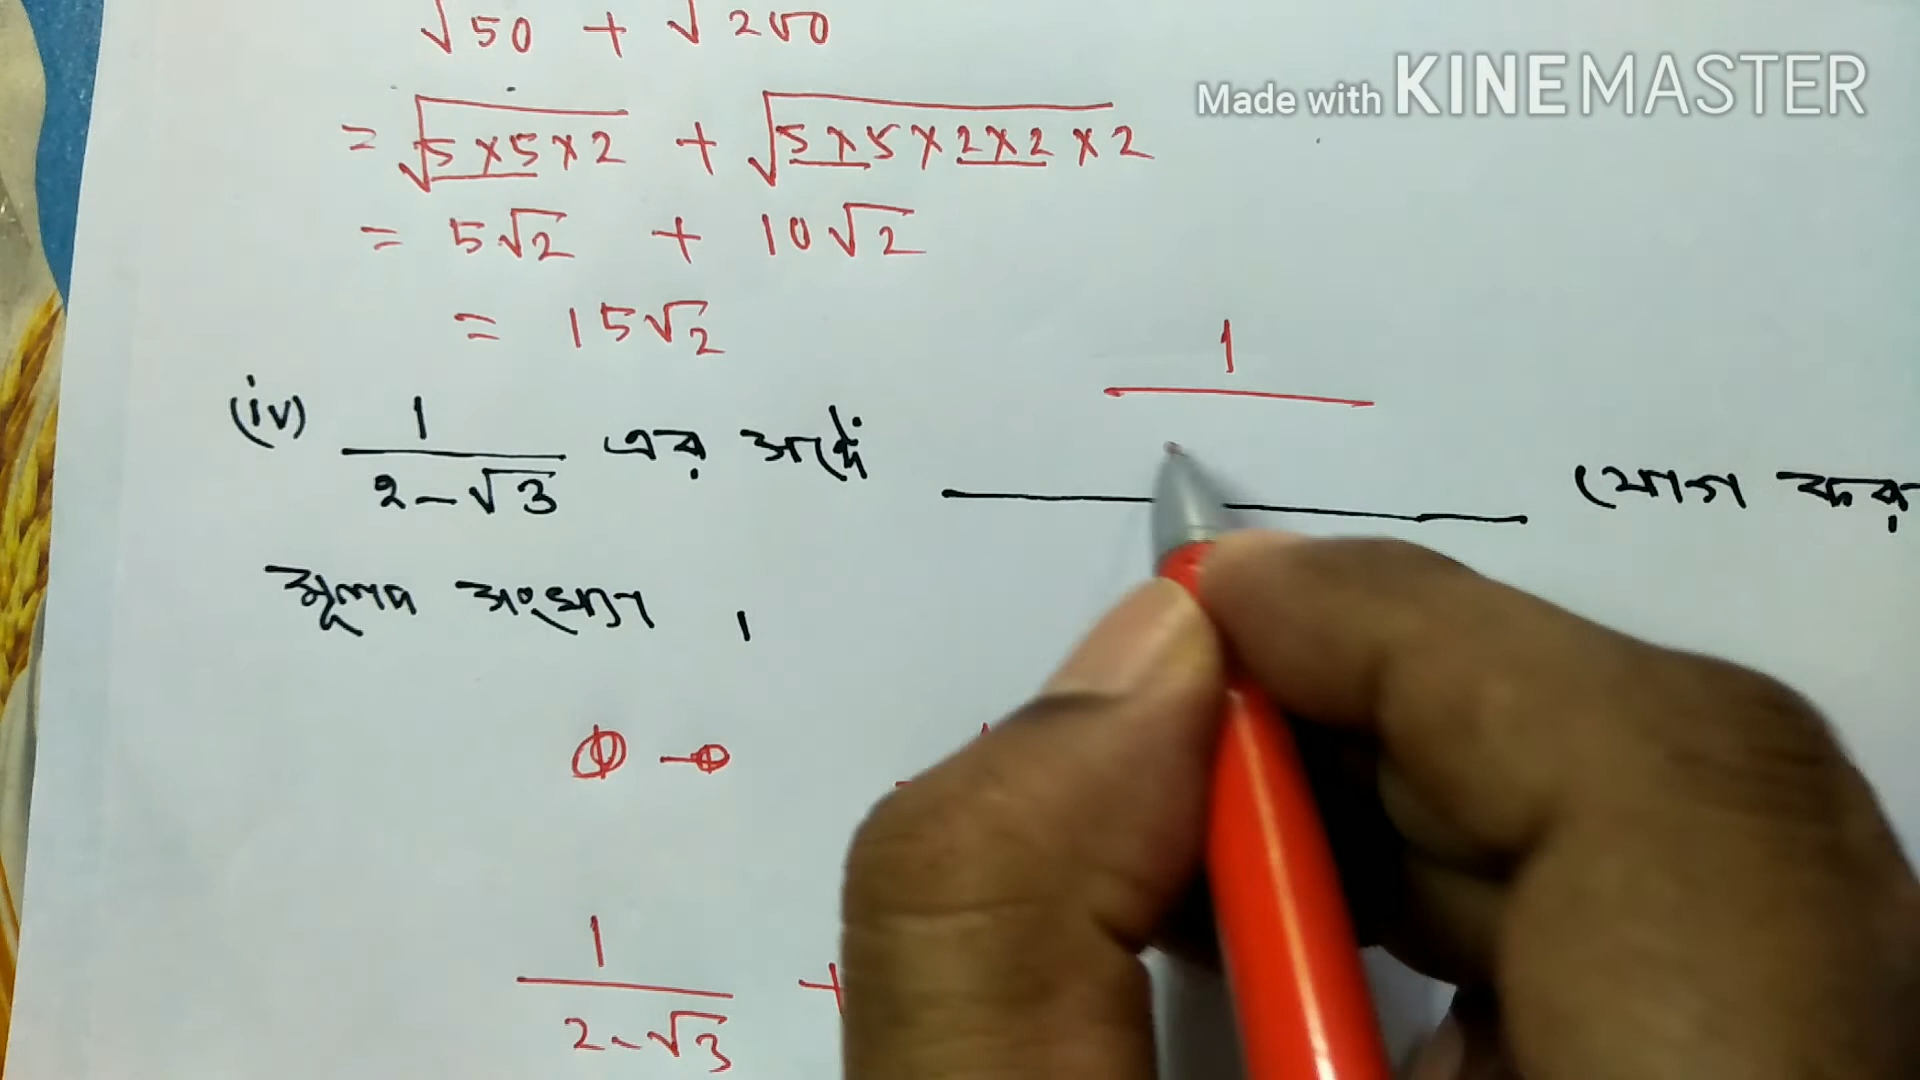 √50 + √200
Made with KINEMASTER
= √5×5×2 + √5×5×2×2×2
= 5√2 + 10√2
= 15√2
1
(iv) 1/2-√3 এর সাথে ________ যোগ কর
মূলদ সংখ্যা ।
1/2-√3 +